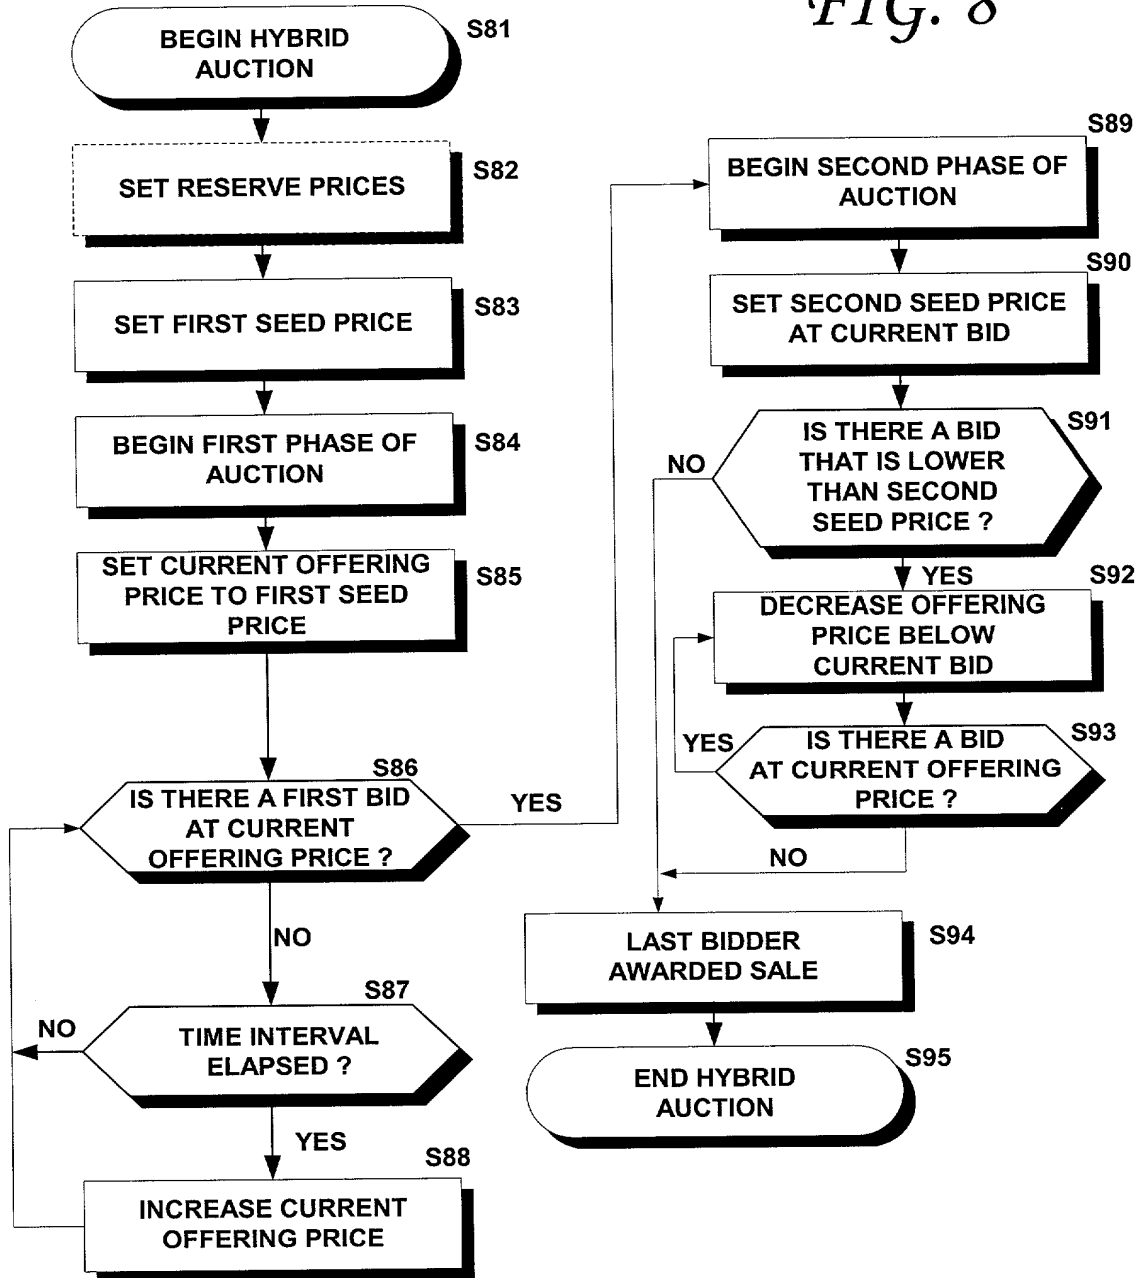 FIG. 8
S81
BEGIN HYBRID
AUCTION
S82
SET RESERVE PRICES
S83
SET FIRST SEED PRICE
S84
BEGIN FIRST PHASE OF
AUCTION
S85
SET CURRENT OFFERING
PRICE TO FIRST SEED
PRICE
S86
IS THERE A FIRST BID
AT CURRENT
OFFERING PRICE ?
YES
NO
S87
TIME INTERVAL
ELAPSED ?
NO
YES
S88
INCREASE CURRENT
OFFERING PRICE
S89
BEGIN SECOND PHASE OF
AUCTION
S90
SET SECOND SEED PRICE
AT CURRENT BID
S91
IS THERE A BID
THAT IS LOWER
THAN SECOND
SEED PRICE ?
NO
YES
S92
DECREASE OFFERING
PRICE BELOW
CURRENT BID
S93
IS THERE A BID
AT CURRENT OFFERING
PRICE ?
YES
NO
S94
LAST BIDDER
AWARDED SALE
S95
END HYBRID
AUCTION